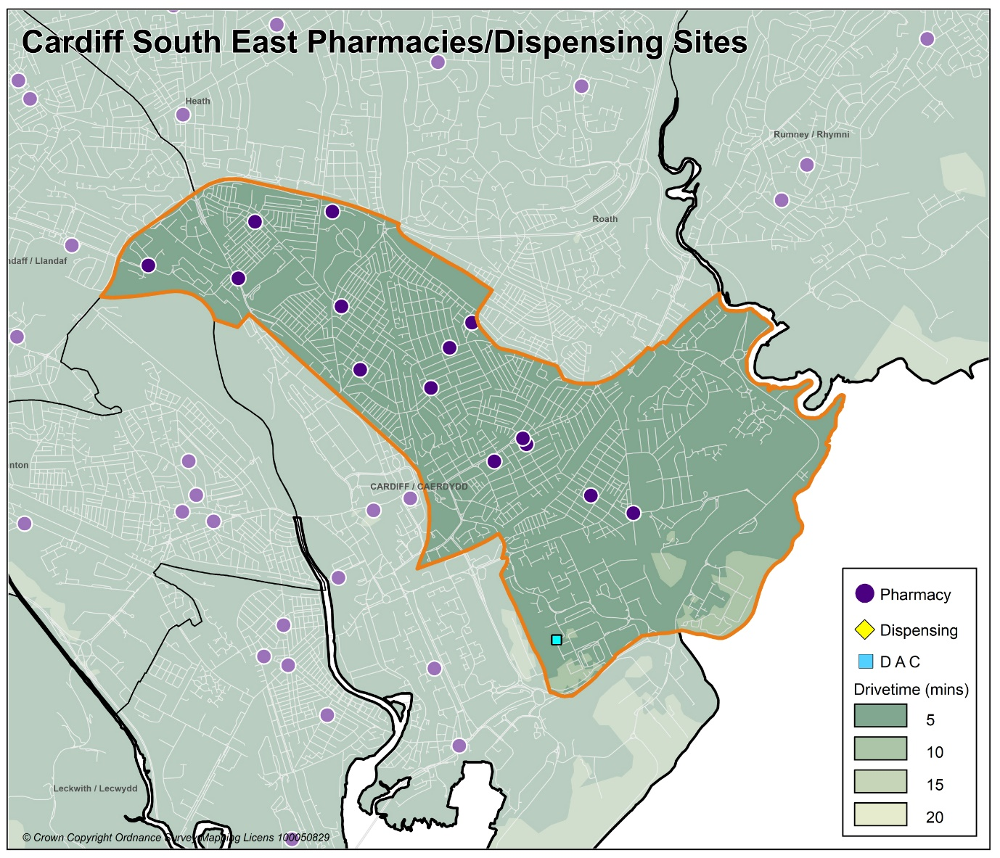 Cardiff South East Pharmacies/Dispensing Sites
Heath
Rumney / Rhymni
Roath
ndaff / Llandaf
nton
CARDIFF / CAERDYDD
Pharmacy
Dispensing
D A C
Drivetime (mins)
5
10
15
20
Leckwith / Lecwydd
© Crown Copyright Ordnance Survey Mapping Licens 100050829